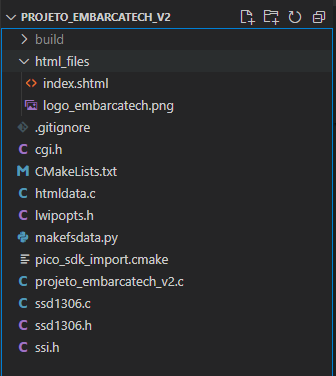 PROJETO_EMBARCATECH_V2
build
html_files
index.shtml
logo_embarcatech.png
.gitignore
cgi.h
CMakeLists.txt
htmldata.c
lwipopts.h
makefsdata.py
pico_sdk_import.cmake
projeto_embarcatech_v2.c
ssd1306.c
ssd1306.h
ssi.h